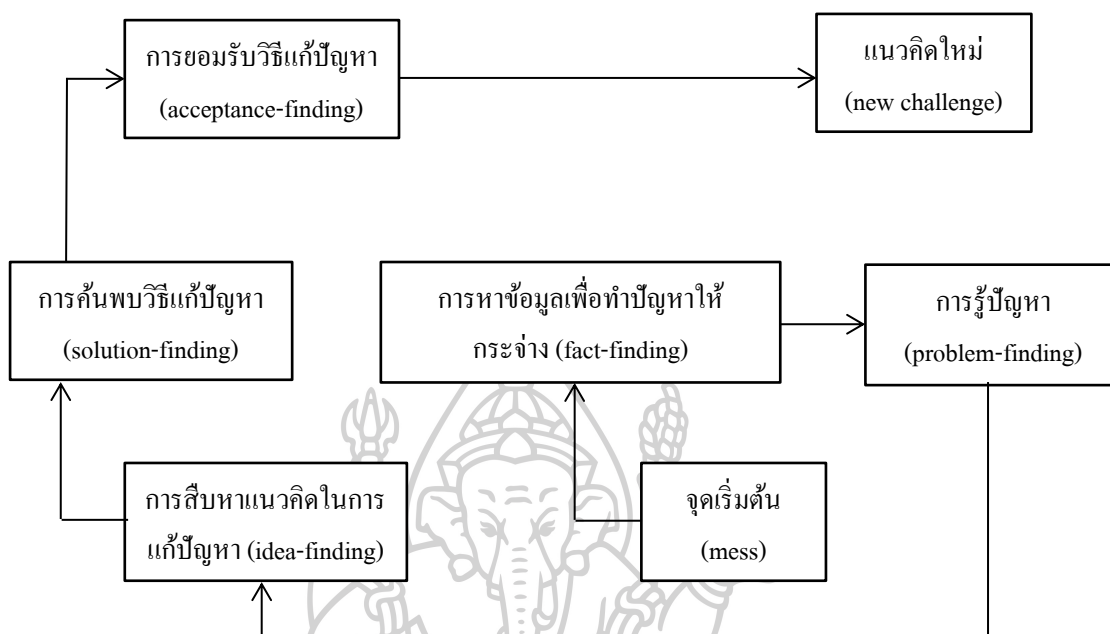 การยอมรับวิธีแก้ปัญหา
(acceptance-finding)
แนวคิดใหม่
(new challenge)
การค้นพบวิธีแก้ปัญหา
(solution-finding)
การหาข้อมูลเพื่อทำปัญหาให้
กระจ่าง (fact-finding)
การรู้ปัญหา
(problem-finding)
การสืบหาแนวคิดในการ
แก้ปัญหา (idea-finding)
จุดเริ่มต้น
(mess)